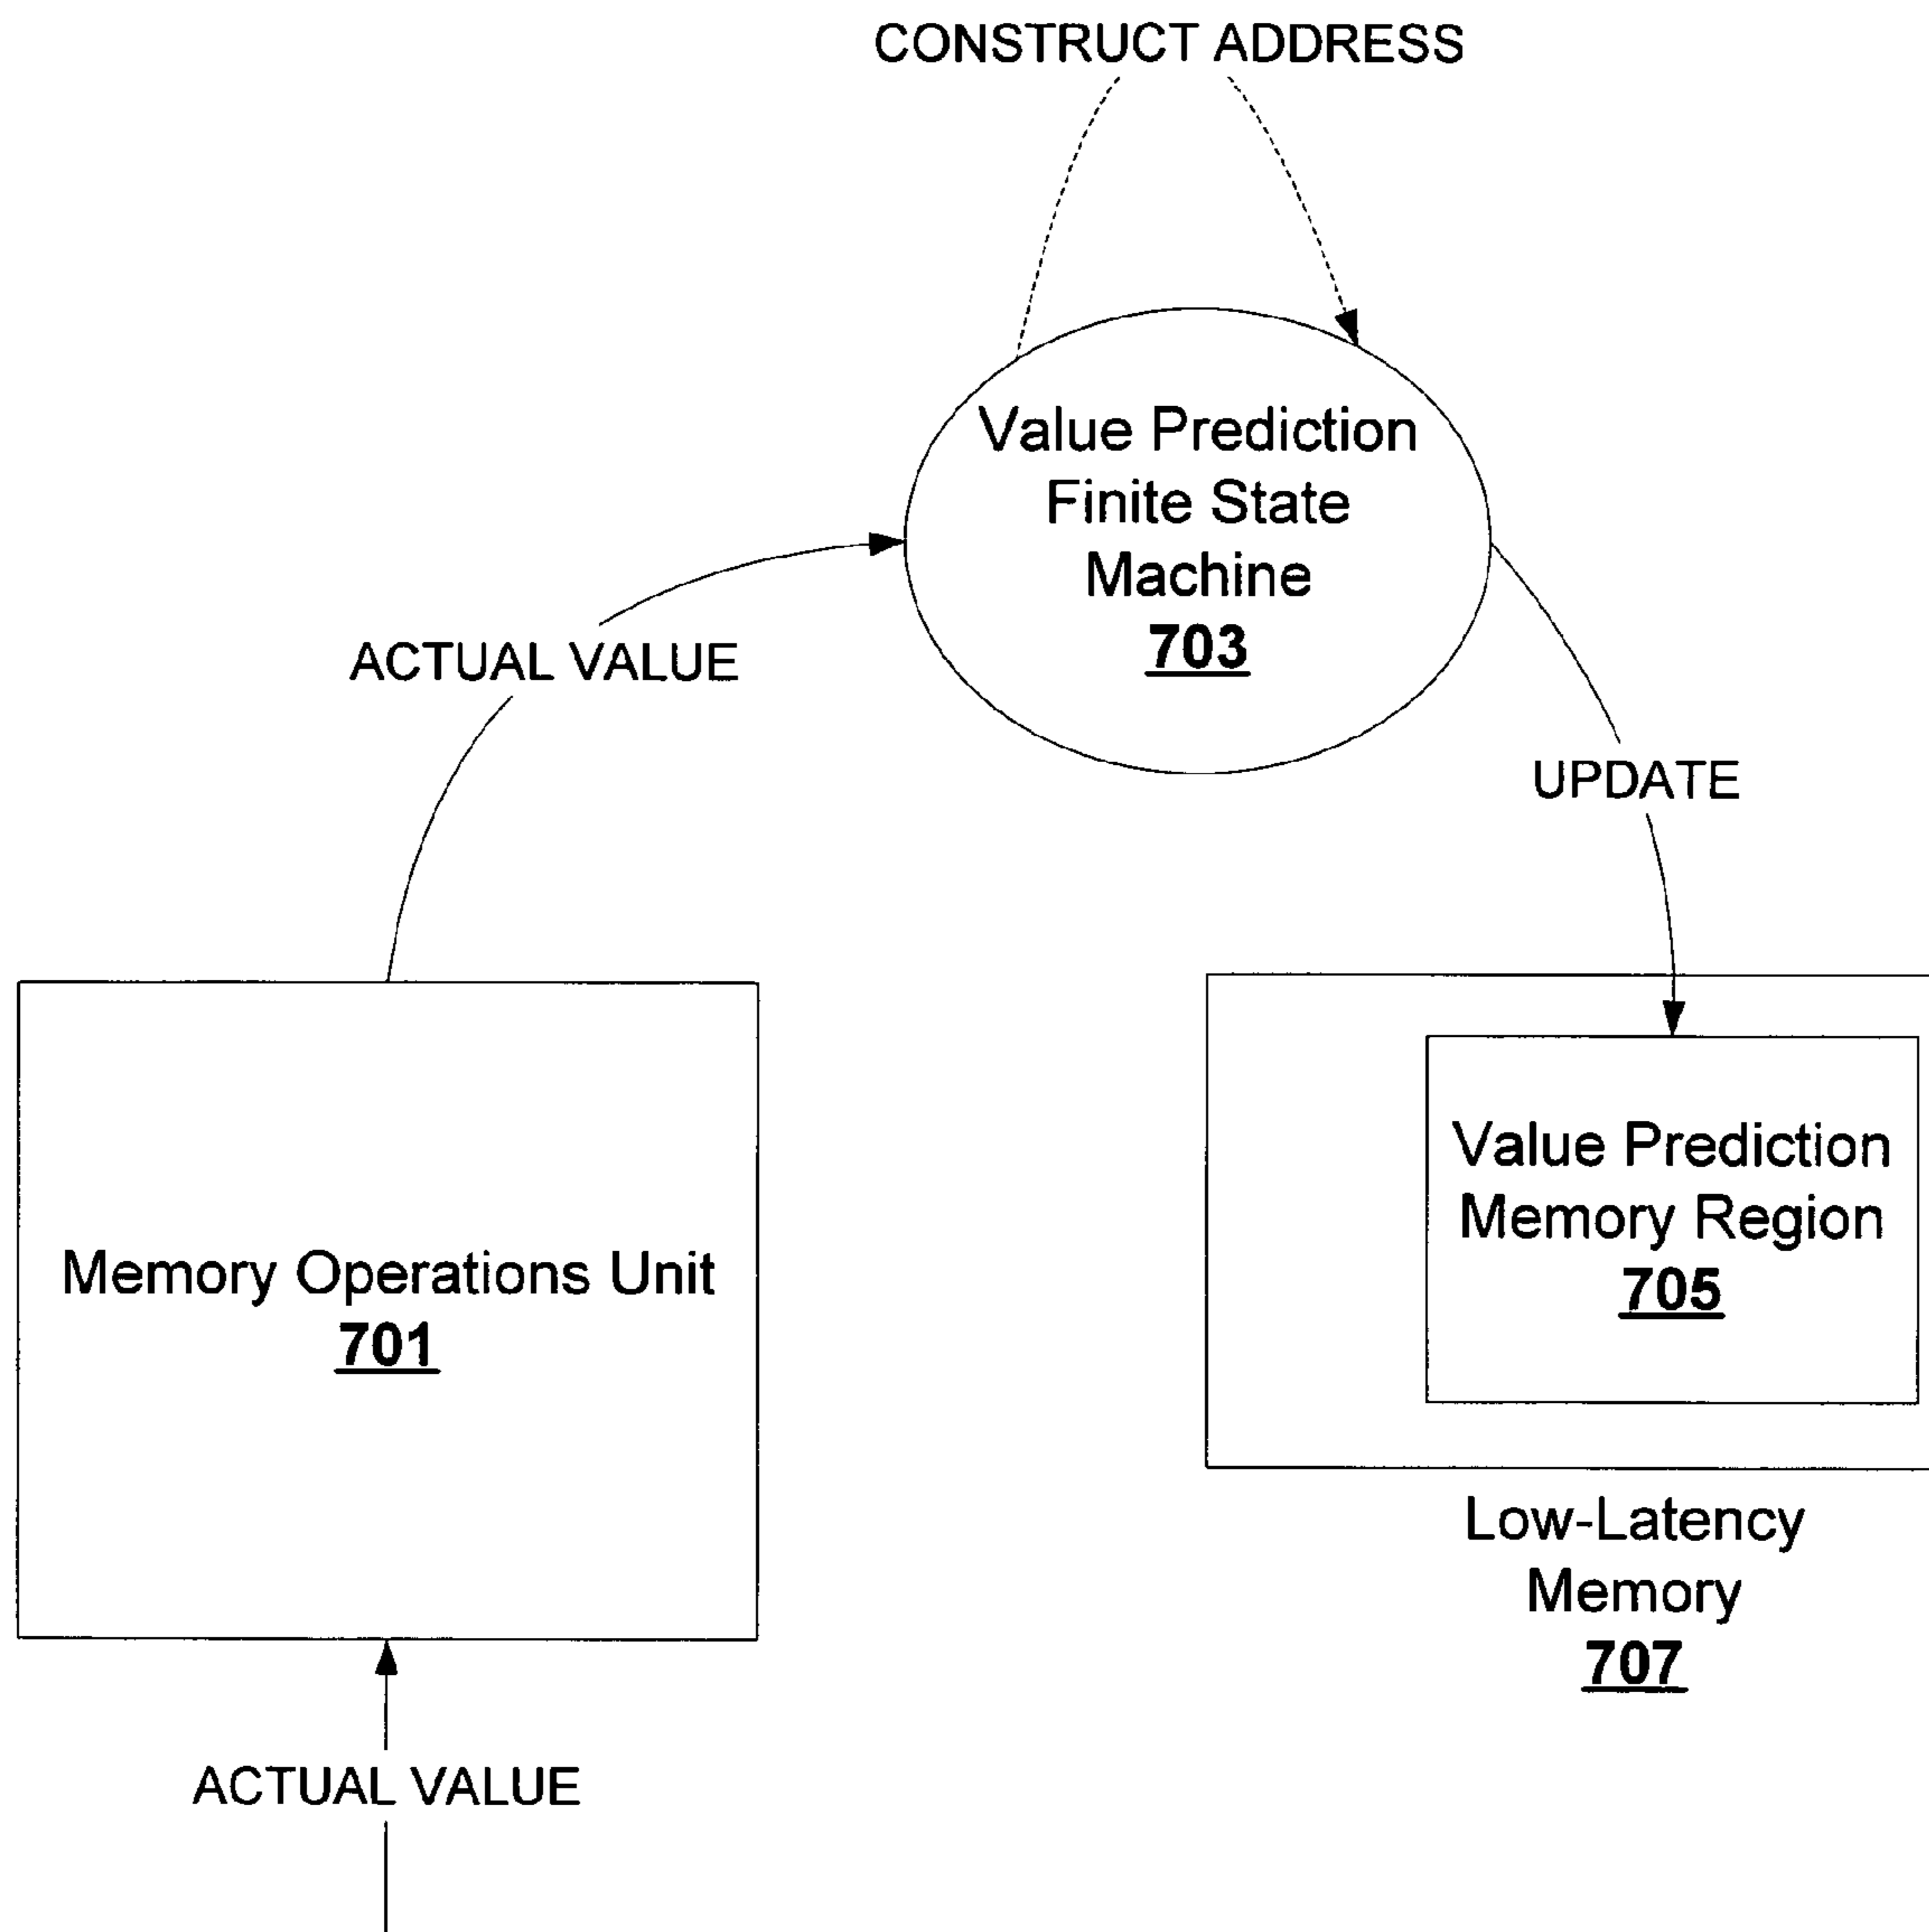 CONSTRUCT ADDRESS
Value Prediction
Finite State
Machine
703
ACTUAL VALUE
UPDATE
Value Prediction
Memory Region
705
Memory Operations Unit
701
Low-Latency
Memory
707
ACTUAL VALUE